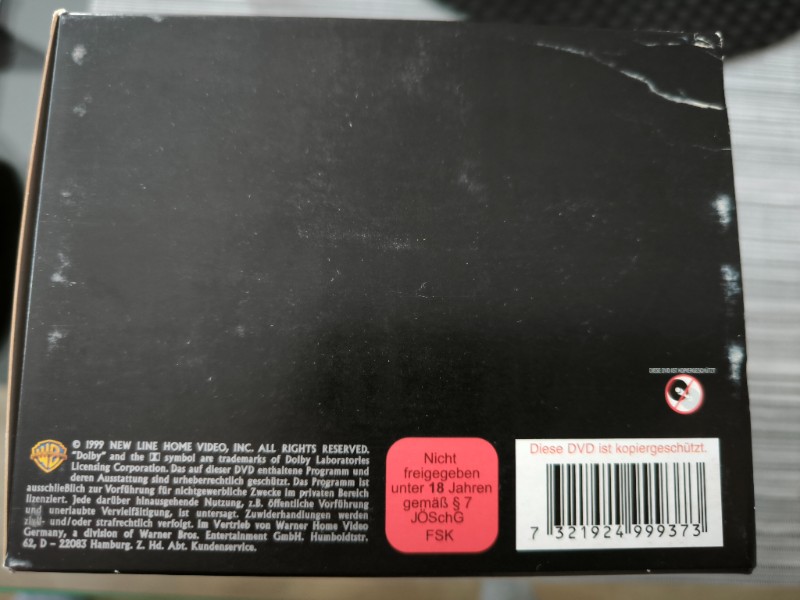 DIESE DVD IST KOPIERGESCHÜTZT
© 1999 NEW LINE HOME VIDEO, INC. ALL RIGHTS RESERVED.
"Dolby" and the symbol are trademarks of Dolby Laboratories
Licensing Corporation. Das auf dieser DVD enthaltene Programm und
deren Ausstattung sind urheberrechtlich geschützt. Das Programm ist
ausschließlich zur Vorführung für nichtgewerbliche Zwecke im privaten Bereich
lizenziert. Jede darüber hinausgehende Nutzung, z.B. öffentliche Vorführung
und unerlaubte Vervielfältigung, ist untersagt. Zuwiderhandlungen werden
zivil- und/oder strafrechtlich verfolgt. Im Vertrieb von Warner Home Video
Germany, a division of Warner Bros. Entertainment GmbH. Humboldtstr.
62, D – 22083 Hamburg. Z. Hd. Abt. Kundenservice.
Nicht
freigegeben
unter 18 Jahren
gemäß § 7
JÖSchG
FSK
Diese DVD ist kopiergeschützt.
7 321924 999373